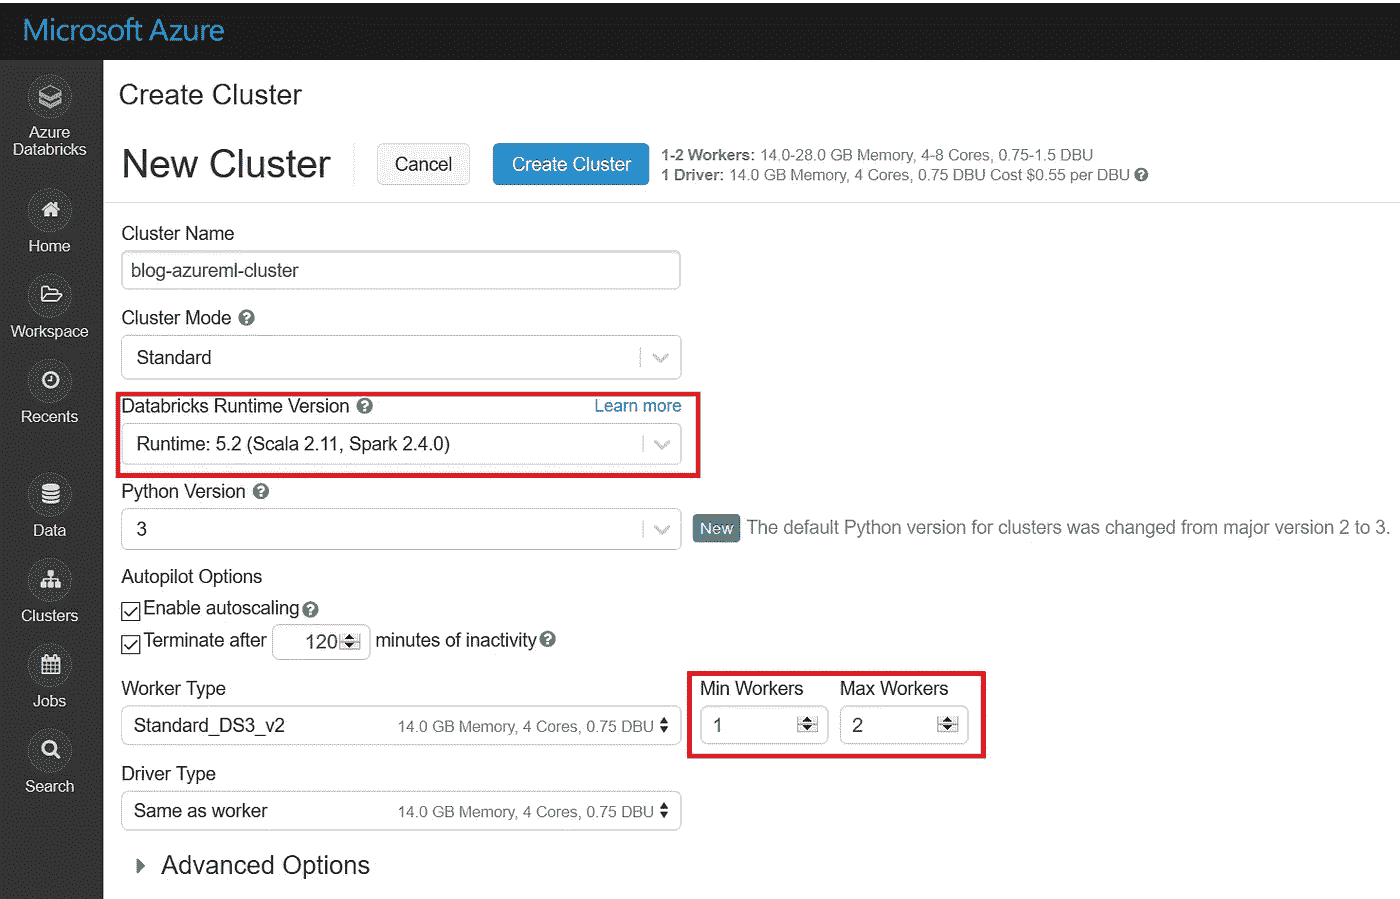 Microsoft Azure
Azure
Databricks
Home
Workspace
Recents
Data
Clusters
Jobs
Search
Create Cluster
New Cluster
Cancel
Create Cluster
1-2 Workers: 14.0-28.0 GB Memory, 4-8 Cores, 0.75-1.5 DBU
1 Driver: 14.0 GB Memory, 4 Cores, 0.75 DBU Cost $0.55 per DBU ?
Cluster Name
blog-azureml-cluster
Cluster Mode ?
Standard
Databricks Runtime Version ? Learn more
Runtime: 5.2 (Scala 2.11, Spark 2.4.0)
Python Version ?
3
New The default Python version for clusters was changed from major version 2 to 3.
Autopilot Options
Enable autoscaling ?
Terminate after 120 minutes of inactivity ?
Worker Type Min Workers Max Workers
Standard_DS3_v2 14.0 GB Memory, 4 Cores, 0.75 DBU 1 2
Driver Type
Same as worker 14.0 GB Memory, 4 Cores, 0.75 DBU
Advanced Options